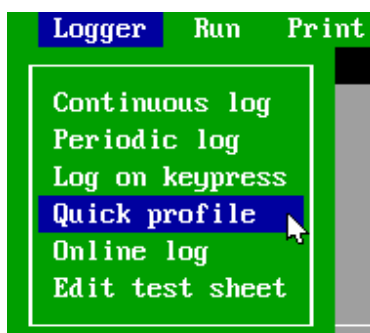 Logger Run Print
Continuous log
Periodic log
Log on keypress
Quick profile
Online log
Edit test sheet